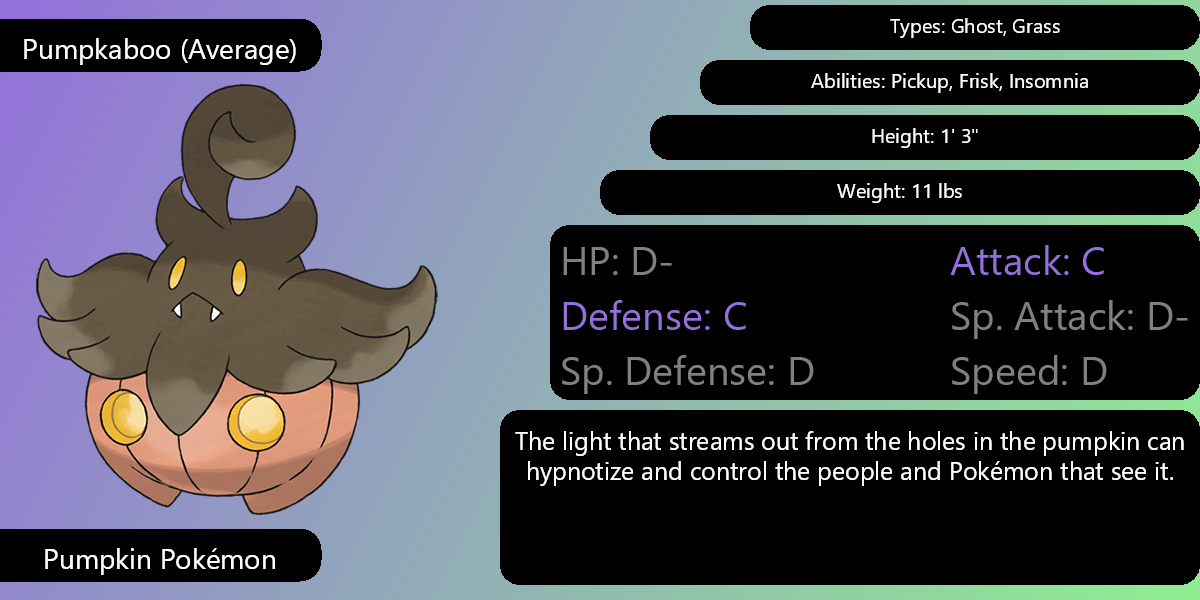 Pumpkaboo (Average)
Types: Ghost, Grass
Abilities: Pickup, Frisk, Insomnia
Height: 1' 3"
Weight: 11 lbs
HP: D-
Attack: C
Defense: C
Sp. Attack: D-
Sp. Defense: D
Speed: D
The light that streams out from the holes in the pumpkin can
hypnotize and control the people and Pokémon that see it.
Pumpkin Pokémon